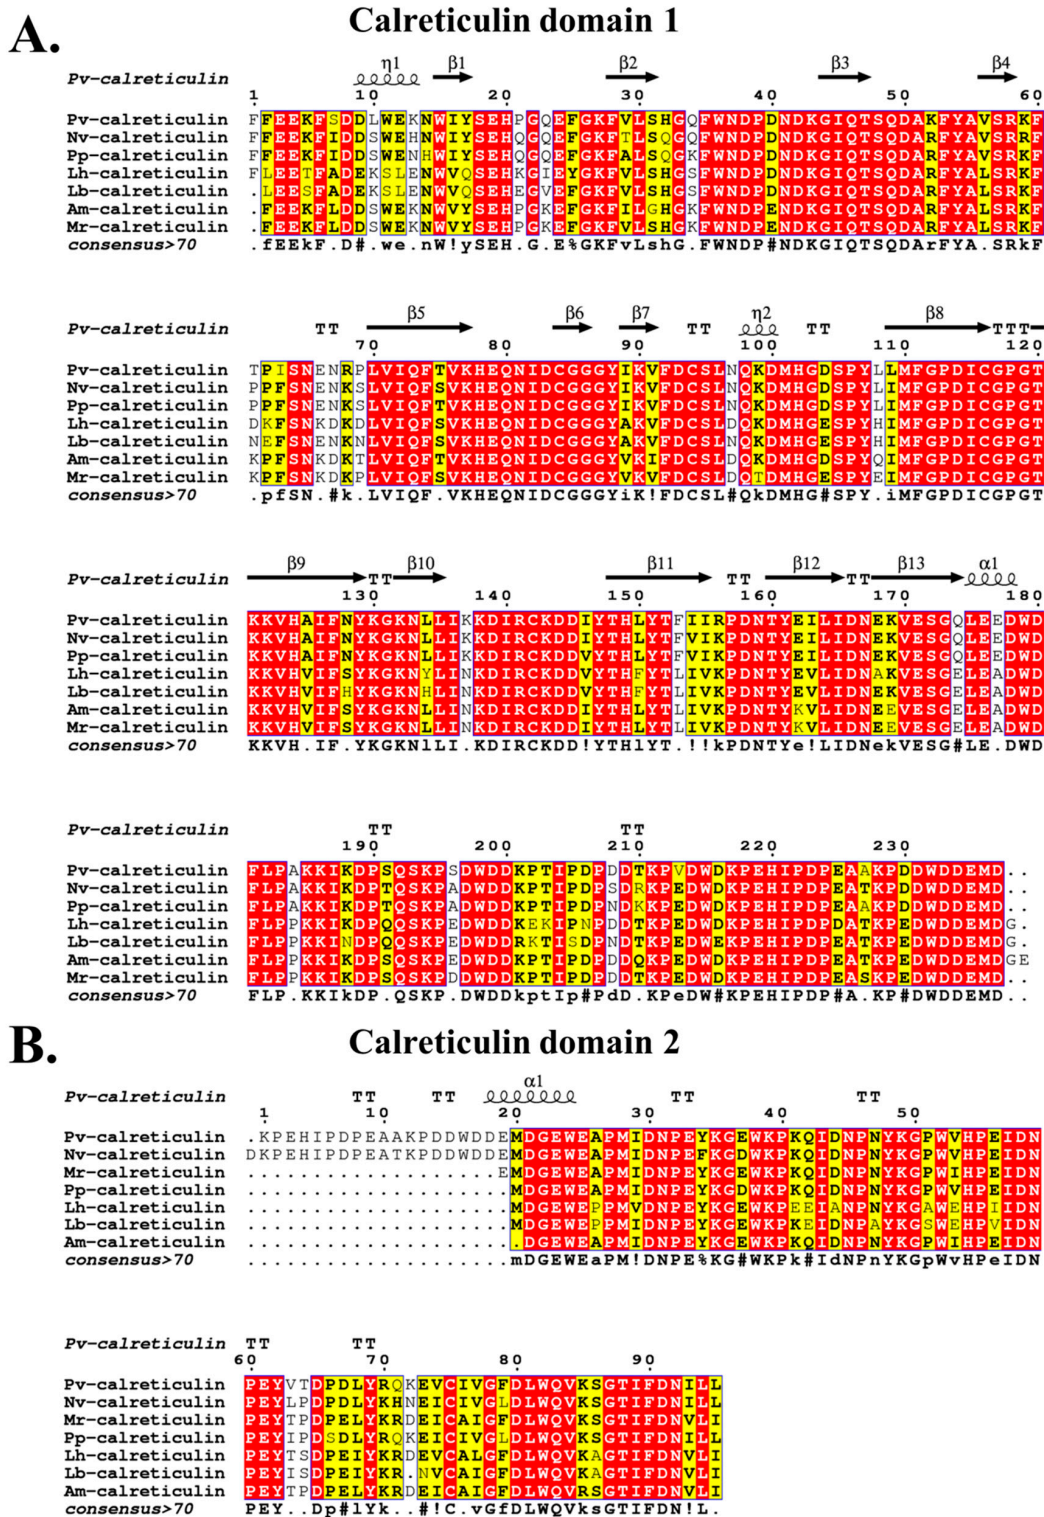 A.
Calreticulin domain 1
Pv-calreticulin η1 β1 β2 β3 β4
1 10 20 30 40 50 60
Pv-calreticulin FFEEKFSDDLWEKNWIYSEHPGQEFGKFVLSHGQFWNDPDNDKGIQTSQDAKFYAVSRKF
Nv-calreticulin FFEEKFIDDSWEHNWIYSEHQGQEFGKFTLSQGQFWNDPDNDKGIQTSQDAKFYAVSRKF
Pp-calreticulin FFEEKFIDDSWENHWIYSEHQGQEFGKFALSQGKFWNDPDNDKGIQTSQDAKFYAVSRKF
Lh-calreticulin FLEETFADEKSLENWVQSEHKGIEYGKFVLSHGSFWNDPDNDKGIQTSQDARFYALSRKF
Lb-calreticulin .LEESFADEKSLENWVQSEHEGVEFGKFVLSHGSFWNDPDNDKGIQTSQDARFYALSRKF
Am-calreticulin .FEEKFLDDSWEKNWVYSEHPGKEFGKFILGHGKFWNDPENDKGIQTSQDARFYALSRKF
Mr-calreticulin .FEEKFLDDSWEKNWVYSEHPGKEFGKFVLSHGKFWNDPENDKGIQTSQDARFYALSRKF
consensus>70 .fEEkF.D#.we.nW!ySEH.G.E%GKFvLshG.FWNDP#NDKGIQTSQDArFYA.SRkF
Pv-calreticulin TT β5 β6 β7 TT η2 TT β8 TTT
70 80 90 100 110 120
Pv-calreticulin TPISNENRPLVIQFTVKHEQNIDCGGGYIKVFDCSLNQKDMHGDSPYLLMFGPDICGPGT
Nv-calreticulin PPFSNENKSLVIQFSVKHEQNIDCGGGYIKVFDCSLNQKDMHGDSPYLIMFGPDICGPGT
Pp-calreticulin PPFSNENKSLVIQFTVKHEQNIDCGGGYIKVFDCSLNQKDMHGDSPYLIMFGPDICGPGT
Lh-calreticulin DKFSNKDKDLVIQFSVKHEQNIDCGGGYAKVFDCSLDQKDMHGESPYHIMFGPDICGPGT
Lb-calreticulin NEFSNENKNLVIQFSVKHEQNIDCGGGYAKVFDCSLNQKDMHGESPYHIMFGPDICGPGT
Am-calreticulin KPFSNKDKTLVIQFTVKHEQNIDCGGGYVKIFDCSLDQKDMHGDSPYQIMFGPDICGPGT
Mr-calreticulin KPFSNKDKPLVIQFSVKHEQNIDCGGGYVKVFDCSLDQTDMHGESPYEIMFGPDICGPGT
consensus>70 .pfSN.#k.LVIQF.VKHEQNIDCGGGYiK!FDCSL#QkDMHG#SPY.iMFGPDICGPGT
Pv-calreticulin β9 TT β10 β11 TT β12 TT β13 α1
130 140 150 160 170 180
Pv-calreticulin KKVHAIFNYKGKNLLIKKDIRCKDDIYTHLYTFIIRPDNTYEILIDNEKVESGQLEEDWD
Nv-calreticulin KKVHAIFNYKGKNLLIKKDIRCKDDIYTHLYTFVIKPDNTYEILIDNEKVESGQLEEDWD
Pp-calreticulin KKVHAIFNYKGKNLLIKKDIRCKDDVYTHLYTFVIKPDNTYEILIDNEKVESGQLEEDWD
Lh-calreticulin KKVHVIFSYKGKNYLINKDIRCKDDVYTHFYTLIVKPDNTYEVLIDNAKVESGELEADWD
Lb-calreticulin KKVHVIFHYKGKNHLINKDIRCKDDVYTHFYTLIVKPDNTYEVLIDNEKVESGELEADWD
Am-calreticulin KKVHVIFSYKGKNLLINKDIRCKDDIYTHLYTLIVKPDNTYKVLIDNEEVESGELEADWD
Mr-calreticulin KKVHVIFSYKGKNLLINKDIRCKDDIYTHLYTLIVKPDNTYKVLIDNEEVESGELEADWD
consensus>70 KKVH.IF.YKGKNlLI.KDIRCKDD!YTHlYT.!!kPDNTYe!LIDNekVESG#LE.DWD
Pv-calreticulin TT TT
190 200 210 220 230
Pv-calreticulin FLPAKKIKDPSQSKPSDWDDKPTIPDPDDTKPVDWDKPEHIPDPEAAKPDDWDDEMD..
Nv-calreticulin FLPAKKIKDPTQSKPADWDDKPTIPDPSDRKPEDWDKPEHIPDPEATKPDDWDDEMD..
Pp-calreticulin FLPAKKIKDPTQSKPADWDDKPTIPDPNDKKPEDWDKPEHIPDPEAAKPDDWDDEMD..
Lh-calreticulin FLPPKKIKDPQQSKPEDWDDKEKIPNPDDTKPEDWDKPEHIPDPDATKPEDWDDEMDG.
Lb-calreticulin FLPPKKINDPQQSKPEDWDDRKTISDPNDTKPEDWEKPEHIPDPEATKPEDWDDEMDG.
Am-calreticulin FLPPKKIKDPSQSKPEDWDDKPTIPDPDDQKPEDWDKPEHIPDPEATKPEDWDDEMDGE
Mr-calreticulin FLPPKKIKDPSQSKPDDWDDKPTIPDPDDTKPEDWDKPEHIPDPEASKPEDWDDEMD..
consensus>70 FLP.KKIkDP.QSKP.DWDDkptIp#PdD.KPeDW#KPEHIPDP#A.KP#DWDDEMD..
B.
Calreticulin domain 2
Pv-calreticulin TT TT α1 TT TT
1 10 20 30 40 50
Pv-calreticulin .KPEHIPDPEAAKPDDWDDEMDGEWEAPMIDNPEYKGEWKPKQIDNPNYKGPWVHPEIDN
Nv-calreticulin DKPEHIPDPEATKPDDWDDEMDGEWEAPMIDNPEFKGDWKPKQIDNPNYKGPWVHPEIDN
Mr-calreticulin ...................EMDGEWEAPMIDNPEYKGEWKPKQIDNPNYKGPWIHPEIDN
Pp-calreticulin ....................MDGEWEAPMIDNPEYKGDWKPKQIDNPNYKGPWVHPEIDN
Lh-calreticulin ....................MDGEWEPPMVDNPEYKGEWKPEEIANPNYKGAWEHPIIDN
Lb-calreticulin ....................MDGEWEPPMIDNPEYKGEWKPKEIDNPAYKGSWEHPVIDN
Am-calreticulin .....................DGEWEAPMIDNPEYKGEWKPKQIDNPNYKGPWIHPEIDN
consensus>70 ....................mDGEWEaPM!DNPE%KG#WKPk#IdNPnYKGpWvHPeIDN
Pv-calreticulin TT TT
60 70 80 90
Pv-calreticulin PEYVTDPDLYRQKEVCIVGFDLWQVKSGTIFDNILL
Nv-calreticulin PEYLPDPDLYKHNEICIVGLDLWQVKSGTIFDNILL
Mr-calreticulin PEYTPDPELYKRDEICAIGFDLWQVKSGTIFDNVLI
Pp-calreticulin PEYIPDSDLYRQKEICIVGLDLWQVKSGTIFDNILL
Lh-calreticulin PEYTSDPELYKRDEVCALGFDLWQVKAGTIFDNVLI
Lb-calreticulin PEYISDPEIYKR.NVCAIGFDLWQVKAGTIFDNVLI
Am-calreticulin PEYTPDPELYKRDEICAIGFDLWQVRSGTIFDNVLI
consensus>70 PEY..Dp#lYk..#!C.vGfDLWQVksGTIFDN!L.